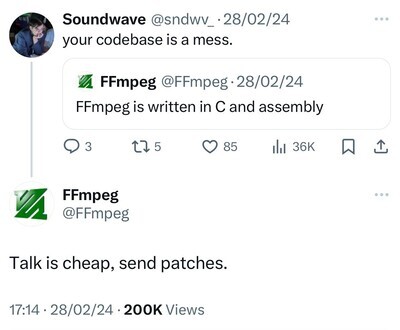 Soundwave @sndwv_ · 28/02/24
your codebase is a mess.
FFmpeg @FFmpeg · 28/02/24
FFmpeg is written in C and assembly
3 5 85 36K
FFmpeg
@FFmpeg
Talk is cheap, send patches.
17:14 · 28/02/24 · 200K Views